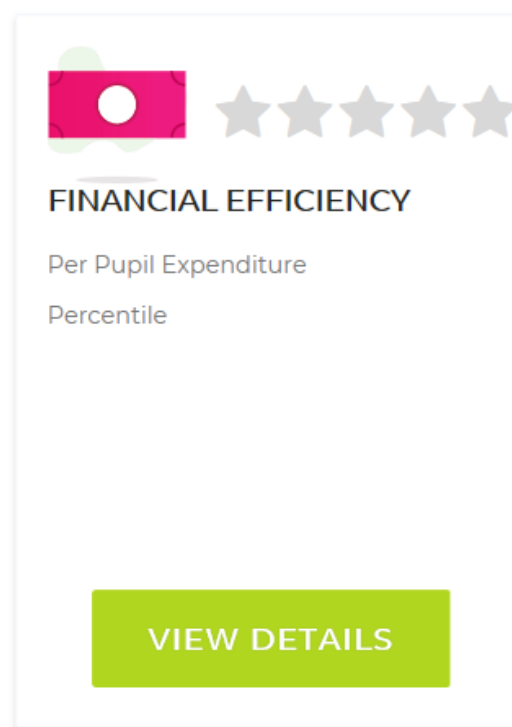 FINANCIAL EFFICIENCY
Per Pupil Expenditure
Percentile
VIEW DETAILS